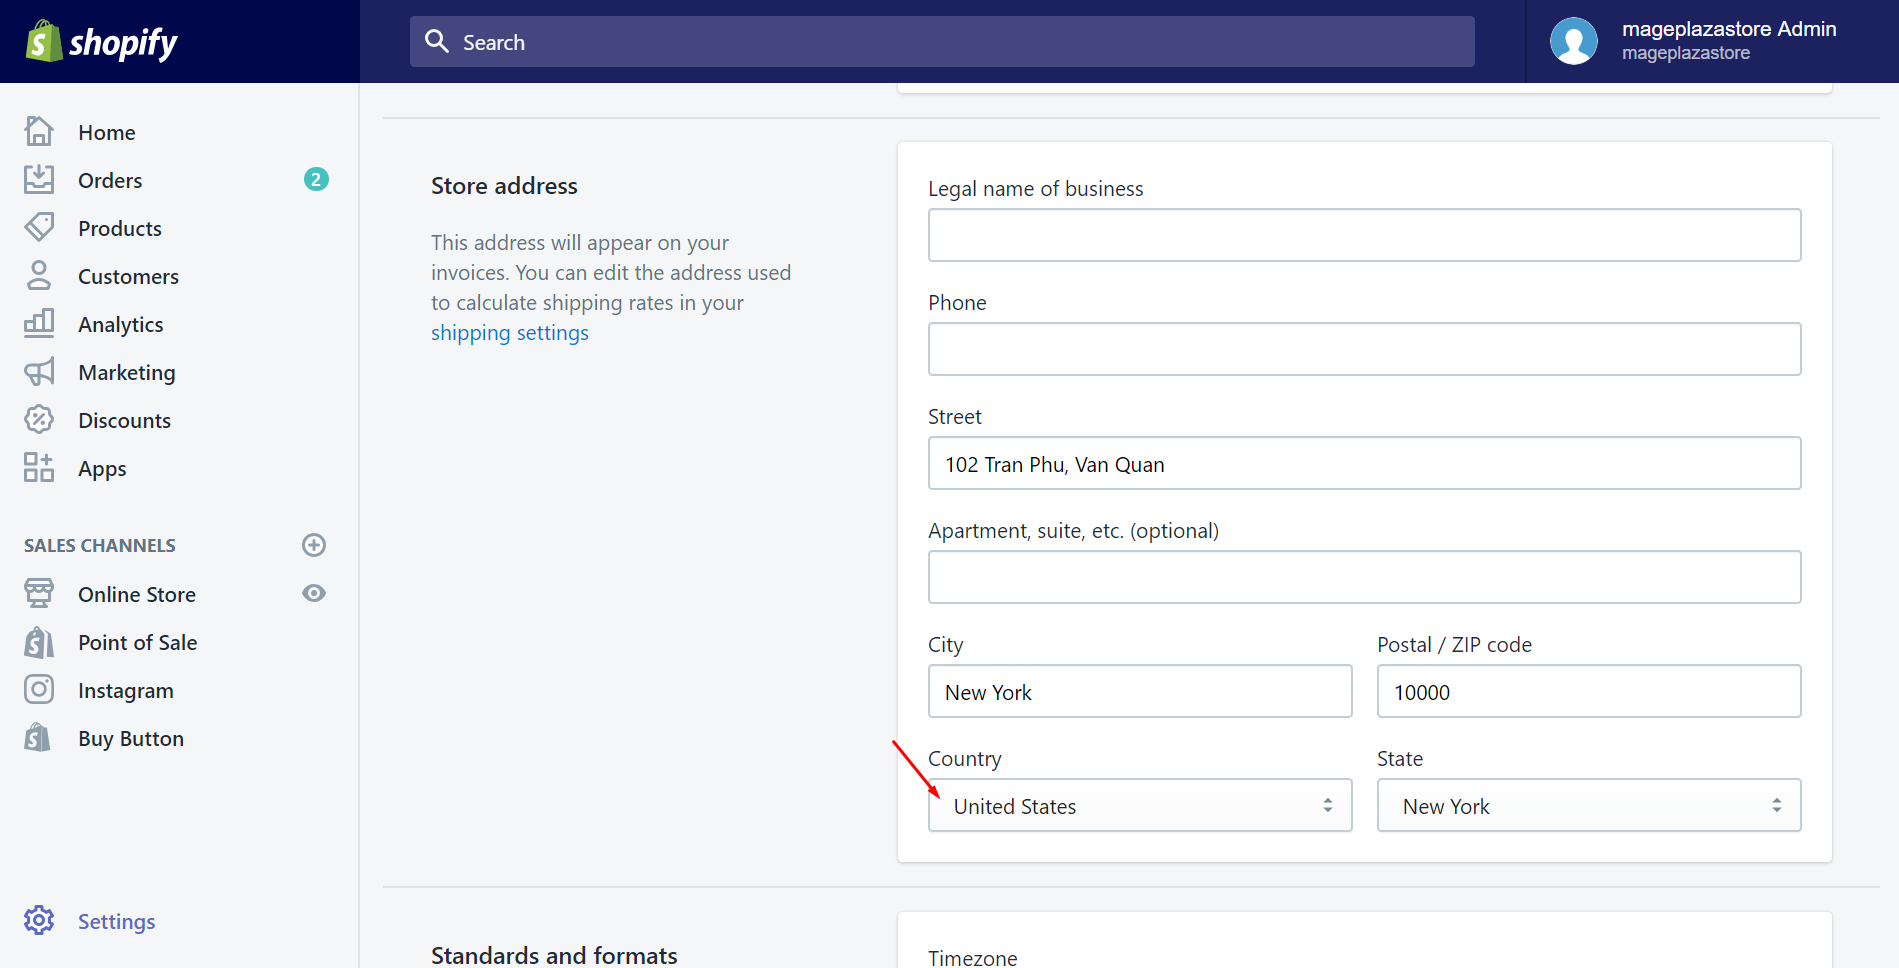 shopify
Search
mageplazastore Admin
mageplazastore
Home
Orders
2
Products
Customers
Analytics
Marketing
Discounts
Apps
SALES CHANNELS
Online Store
Point of Sale
Instagram
Buy Button
Settings
Store address
This address will appear on your
invoices. You can edit the address used
to calculate shipping rates in your
shipping settings
Legal name of business
Phone
Street
102 Tran Phu, Van Quan
Apartment, suite, etc. (optional)
City
Postal / ZIP code
New York
10000
Country
State
United States
New York
Standards and formats
Timezone